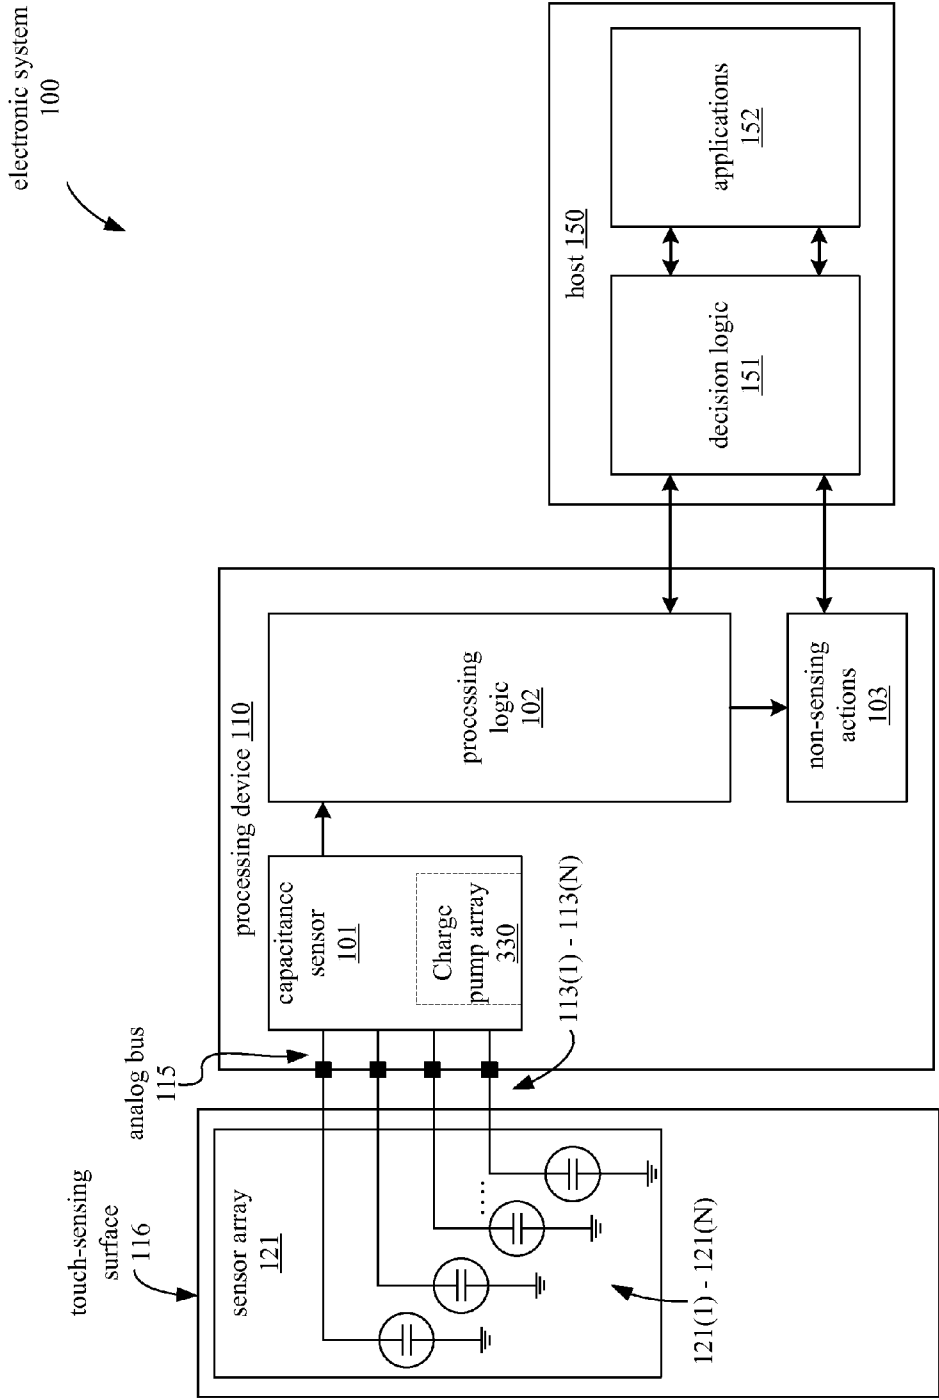 electronic system
100
touch-sensing
surface
116
sensor array
121
121(1) - 121(N)
analog bus
115
113(1) - 113(N)
processing device 110
capacitance
sensor
101
Charge
pump array
330
processing
logic
102
non-sensing
actions
103
host 150
decision logic
151
applications
152